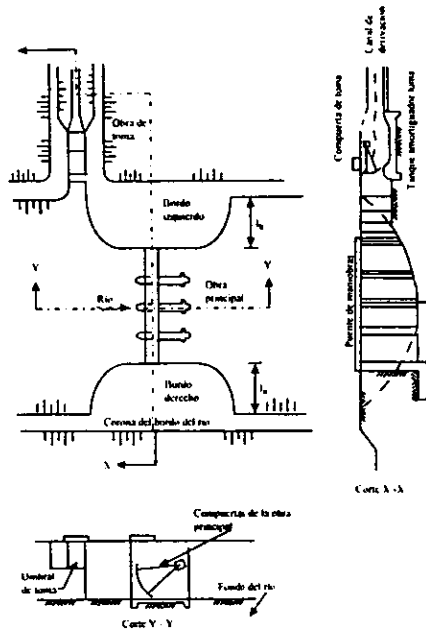 Obra de
toma
Bordo
izquierdo
Y
Y
Río
Obra
principal
Bordo
derecho
Corona del bordo del río
X
Compuerta de toma
Canal de
derivación
Tanque amortiguador toma
Puente de maniobras
Corte X - X
Compuertas de la obra
principal
Umbral
de toma
Fondo del río
Corte Y - Y